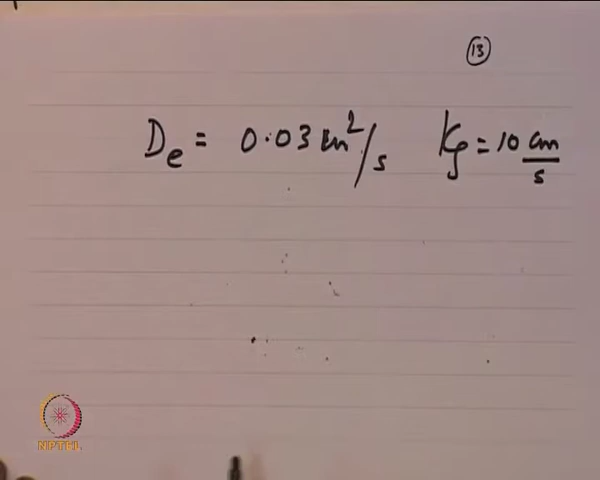 13
De = 0.03 cm²/s Kg = 10 cm/s
NPTEL